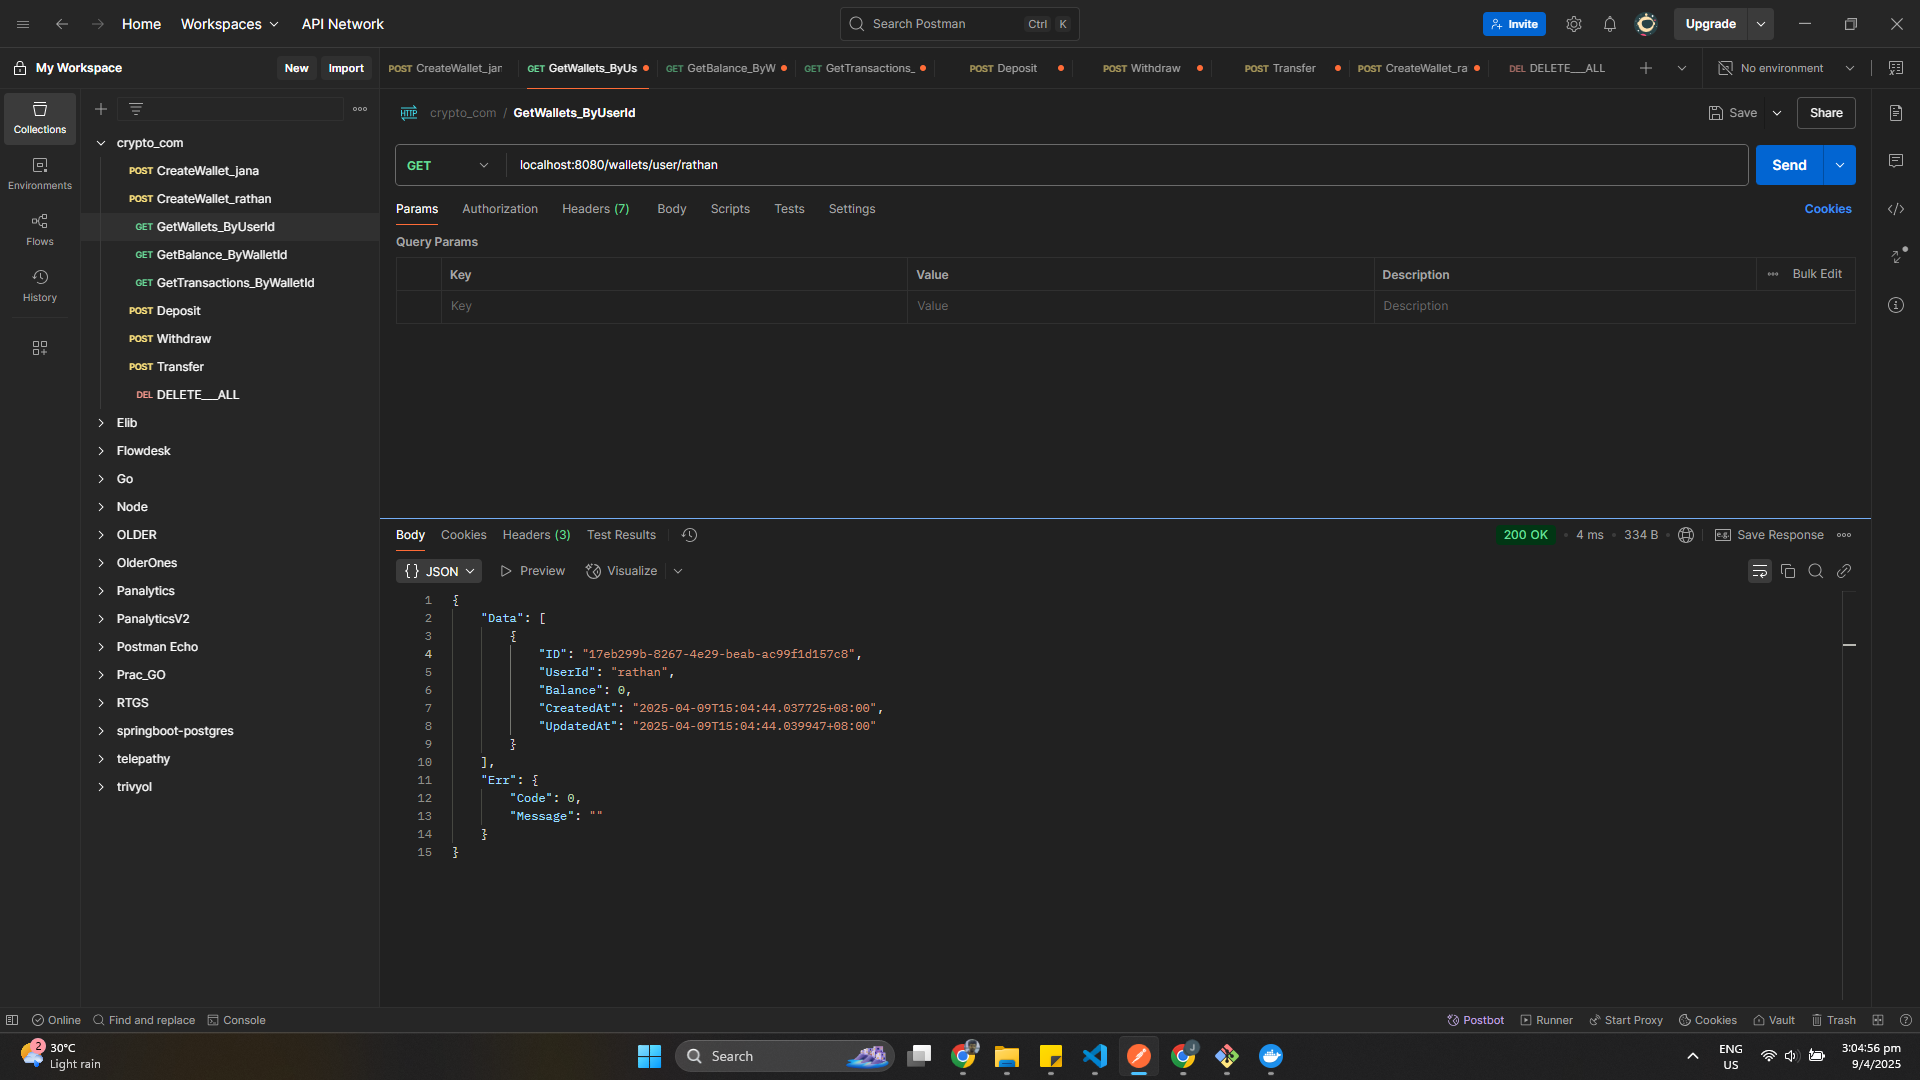 Home Workspaces API Network Search Postman Ctrl K Invite Upgrade
My Workspace New Import
POST CreateWallet_jar GET GetWallets_ByUs GET GetBalance_ByW GET GetTransactions_ POST Deposit POST Withdraw POST Transfer POST CreateWallet_ra DEL DELETE___ALL No environment
Collections
Environments
Flows
History
crypto_com
POST CreateWallet_jana
POST CreateWallet_rathan
GET GetWallets_ByUserId
GET GetBalance_ByWalletId
GET GetTransactions_ByWalletId
POST Deposit
POST Withdraw
POST Transfer
DEL DELETE___ALL
Elib
Flowdesk
Go
Node
OLDER
OlderOnes
Panalytics
PanalyticsV2
Postman Echo
Prac_GO
RTGS
springboot-postgres
telepathy
trivyol
HTTP crypto_com / GetWallets_ByUserId Save Share
GET localhost:8080/wallets/user/rathan Send
Params Authorization Headers (7) Body Scripts Tests Settings Cookies
Query Params
Key Value Description Bulk Edit
Key Value Description
Body Cookies Headers (3) Test Results 200 OK 4 ms 334 B e.g. Save Response
{} JSON Preview Visualize
1 {
2 "Data": [
3 {
4 "ID": "17eb299b-8267-4e29-beab-ac99f1d157c8",
5 "UserId": "rathan",
6 "Balance": 0,
7 "CreatedAt": "2025-04-09T15:04:44.037725+08:00",
8 "UpdatedAt": "2025-04-09T15:04:44.039947+08:00"
9 }
10 ],
11 "Err": {
12 "Code": 0,
13 "Message": ""
14 }
15 }
Online Find and replace Console Postbot Runner Start Proxy Cookies Vault Trash
2 30°C
Light rain
Search
ENG
US
3:04:56 pm
9/4/2025